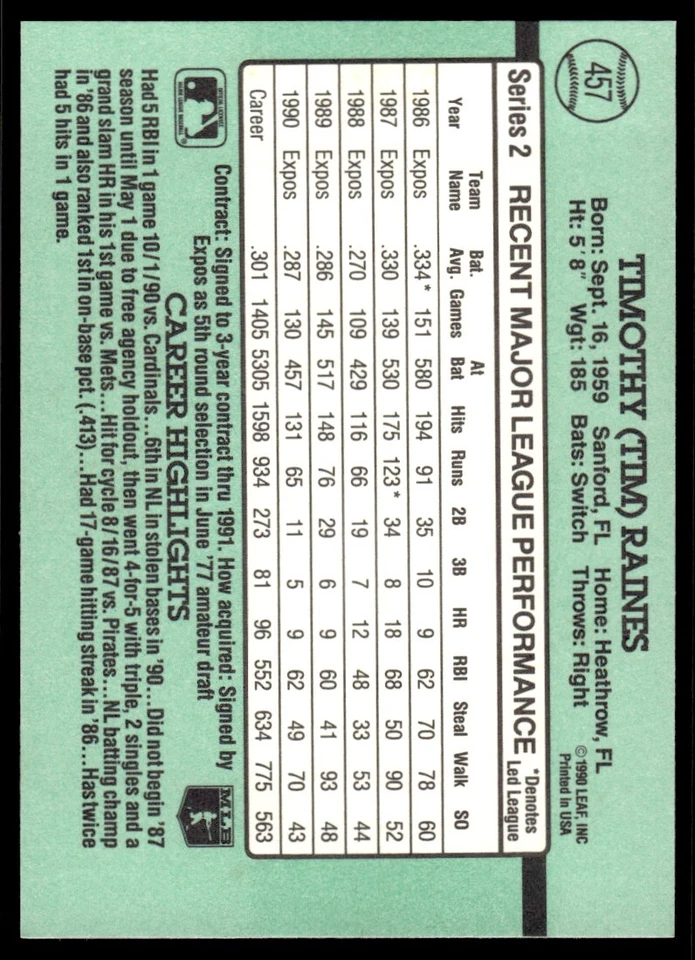 457
TIMOTHY (TIM) RAINES
Born: Sept. 16, 1959 Sanford, FL Home: Heathrow, FL
Ht: 5'8" Wgt: 185 Bats: Switch Throws: Right
©1990 LEAF, INC
Printed in USA
Series 2 RECENT MAJOR LEAGUE PERFORMANCE
*Denotes
Led League
Year Team Name Bat. Avg. Games At Bat Hits Runs 2B 3B HR RBI Steal Walk SO
1986 Expos .334* 151 580 194 91 35 10 9 62 70 78 60
1987 Expos .330 139 530 175 123* 34 8 18 68 50 90 52
1988 Expos .270 109 429 116 66 19 7 12 48 33 53 44
1989 Expos .286 145 517 148 76 29 6 9 60 41 93 48
1990 Expos .287 130 457 131 65 11 5 9 62 49 70 43
Career .301 1405 5305 1598 934 273 81 96 552 634 775 563
Contract: Signed to 3-year contract thru 1991. How acquired: Signed by
Expos as 5th round selection in June '77 amateur draft
MLB
CAREER HIGHLIGHTS
Had 5 RBI in 1 game 10/1/90 vs. Cardinals...6th in NL in stolen bases in '90...Did not begin '87
season until May 1 due to free agency holdout, then went 4-for-5 with triple, 2 singles and a
grand slam HR in his 1st game vs. Mets...Hit for cycle 8/16/87 vs. Pirates...NL batting champ
in '86 and also ranked 1st in on-base pct. (.413)...Had 17-game hitting streak in '86...Has twice
had 5 hits in 1 game.